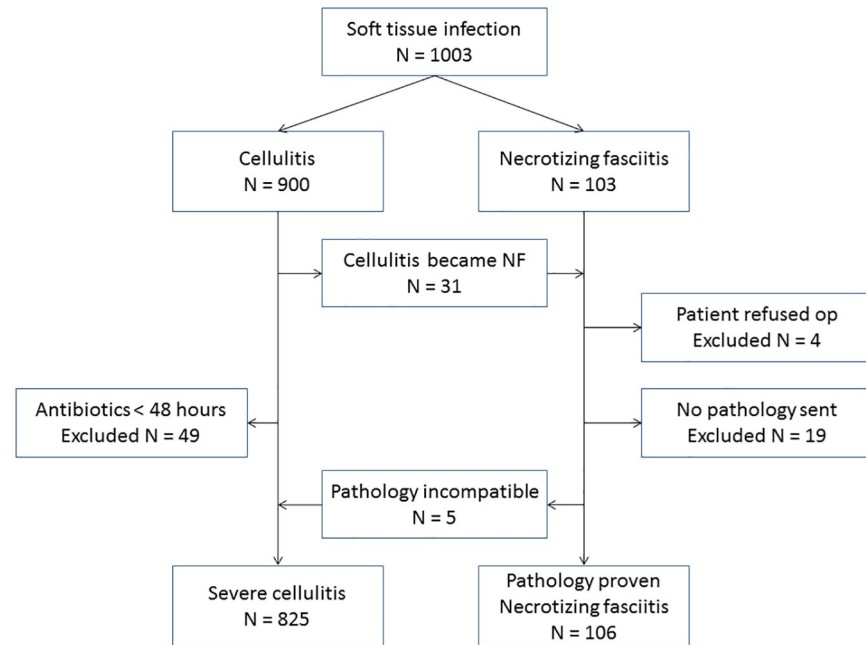 Soft tissue infection
N = 1003
Cellulitis
N = 900
Necrotizing fasciitis
N = 103
Cellulitis became NF
N = 31
Patient refused op
Excluded N = 4
Antibiotics < 48 hours
Excluded N = 49
No pathology sent
Excluded N = 19
Pathology incompatible
N = 5
Severe cellulitis
N = 825
Pathology proven
Necrotizing fasciitis
N = 106